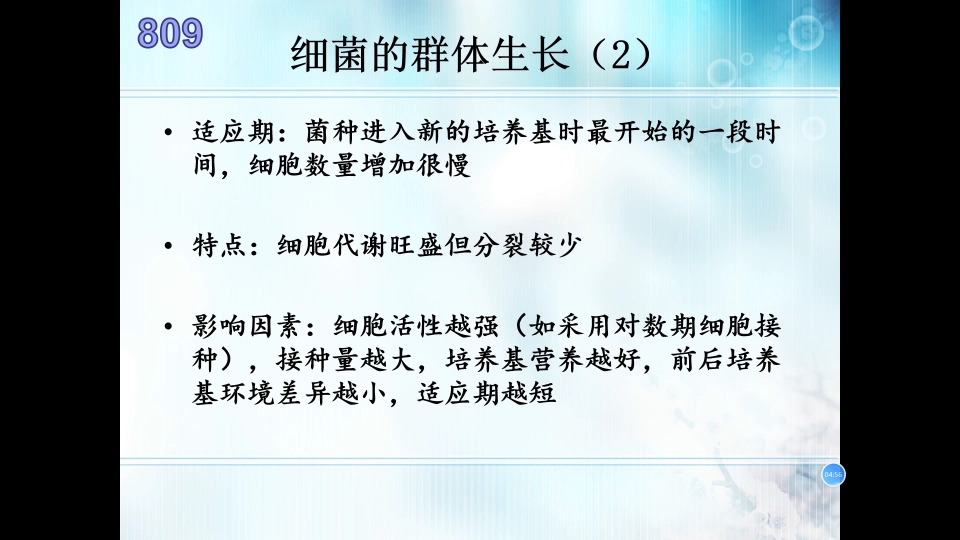 809
细菌的群体生长（2）
• 适应期：菌种进入新的培养基时最开始的一段时
间，细胞数量增加很慢
• 特点：细胞代谢旺盛但分裂较少
• 影响因素：细胞活性越强（如采用对数期细胞接
种），接种量越大，培养基营养越好，前后培养
基环境差异越小，适应期越短
04:56